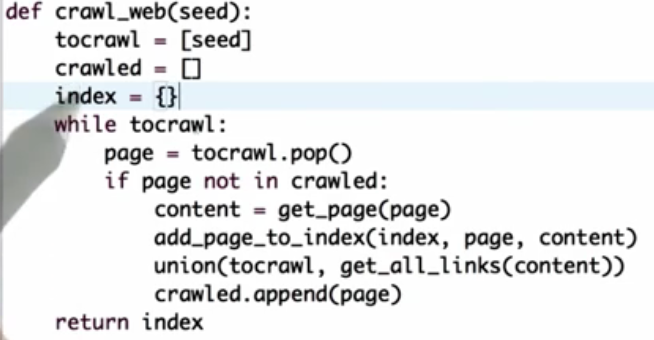 def crawl_web(seed):
    tocrawl = [seed]
    crawled = []
    index = {}
    while tocrawl:
        page = tocrawl.pop()
        if page not in crawled:
            content = get_page(page)
            add_page_to_index(index, page, content)
            union(tocrawl, get_all_links(content))
            crawled.append(page)
    return index